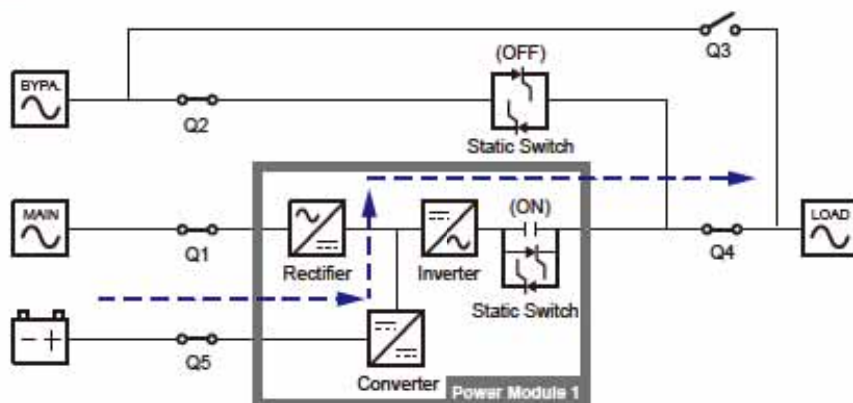 Q3
(OFF)
BYPA.
Q2
Static Switch
MAIN
(ON)
LOAD
Q1
Rectifier
Inverter
Q4
Static Switch
Q5
Converter
Power Module 1